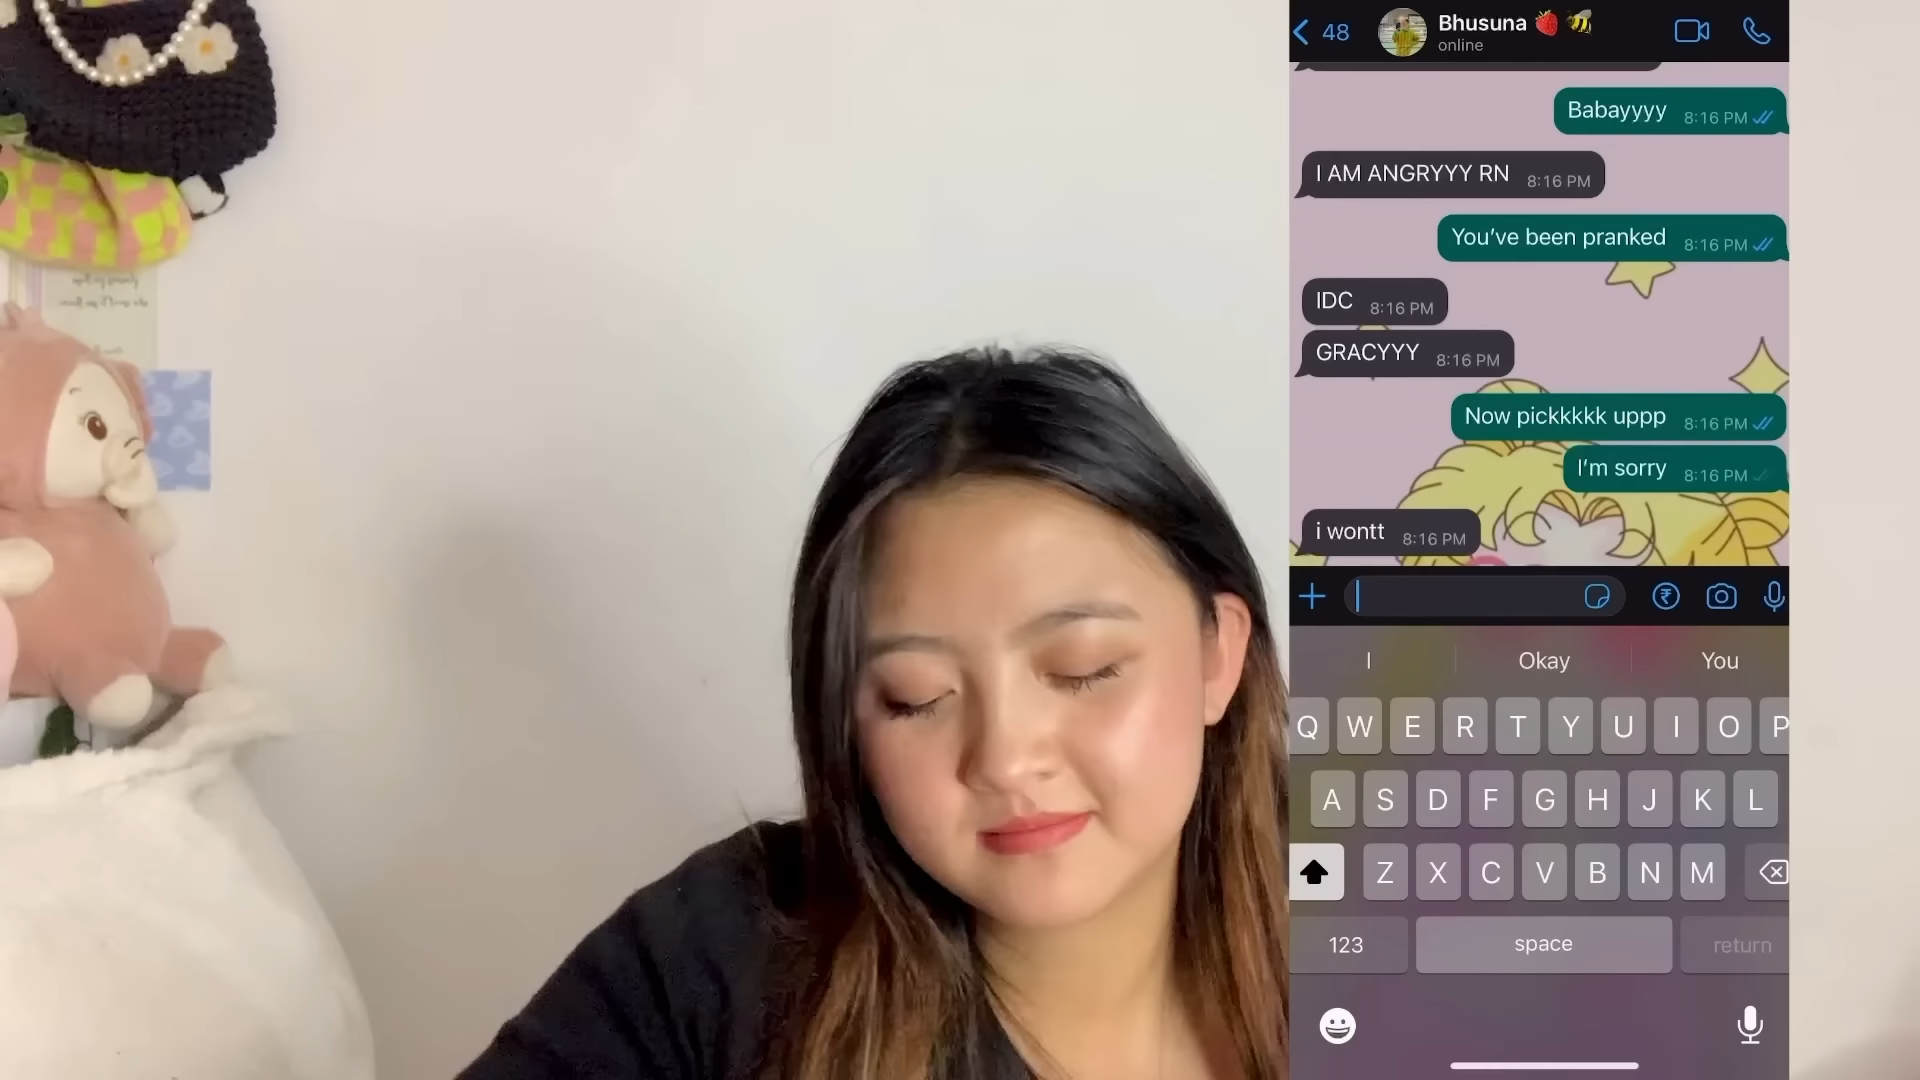 48
Bhusuna 🍓 🐝
online
Babayyyy 8:16 PM
I AM ANGRYYY RN 8:16 PM
You’ve been pranked 8:16 PM
IDC 8:16 PM
GRACYYY 8:16 PM
Now pickkkkk uppp 8:16 PM
I’m sorry 8:16 PM
i wontt 8:16 PM
I Okay You
Q W E R T Y U I O P
A S D F G H J K L
Z X C V B N M
123 space return